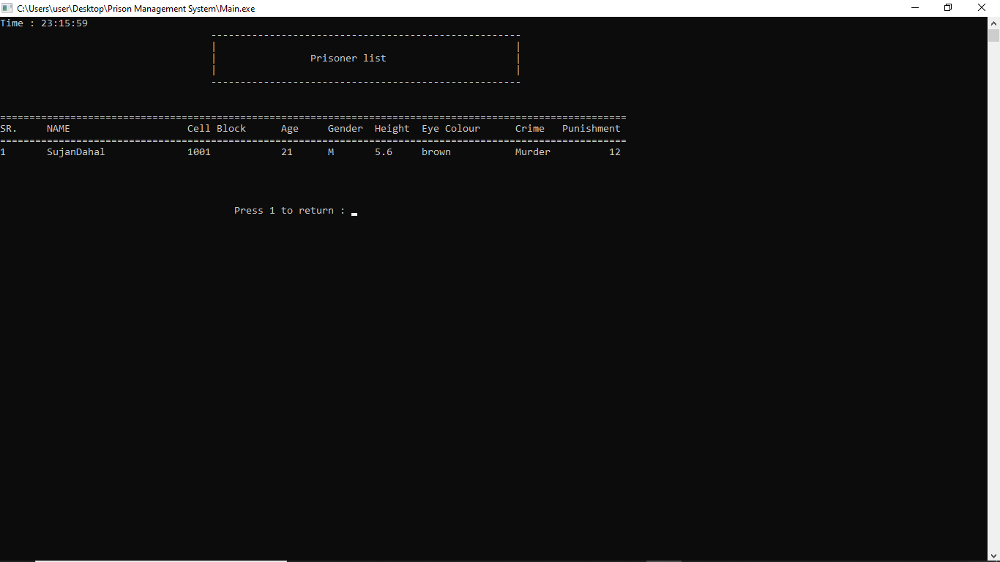 C:\Users\user\Desktop\Prison Management System\Main.exe
Time : 23:15:59
-----------------------------------------------------
| |
| Prisoner list |
| |
-----------------------------------------------------
===========================================================================================================
SR. NAME Cell Block Age Gender Height Eye Colour Crime Punishment
===========================================================================================================
1 SujanDahal 1001 21 M 5.6 brown Murder 12
Press 1 to return :